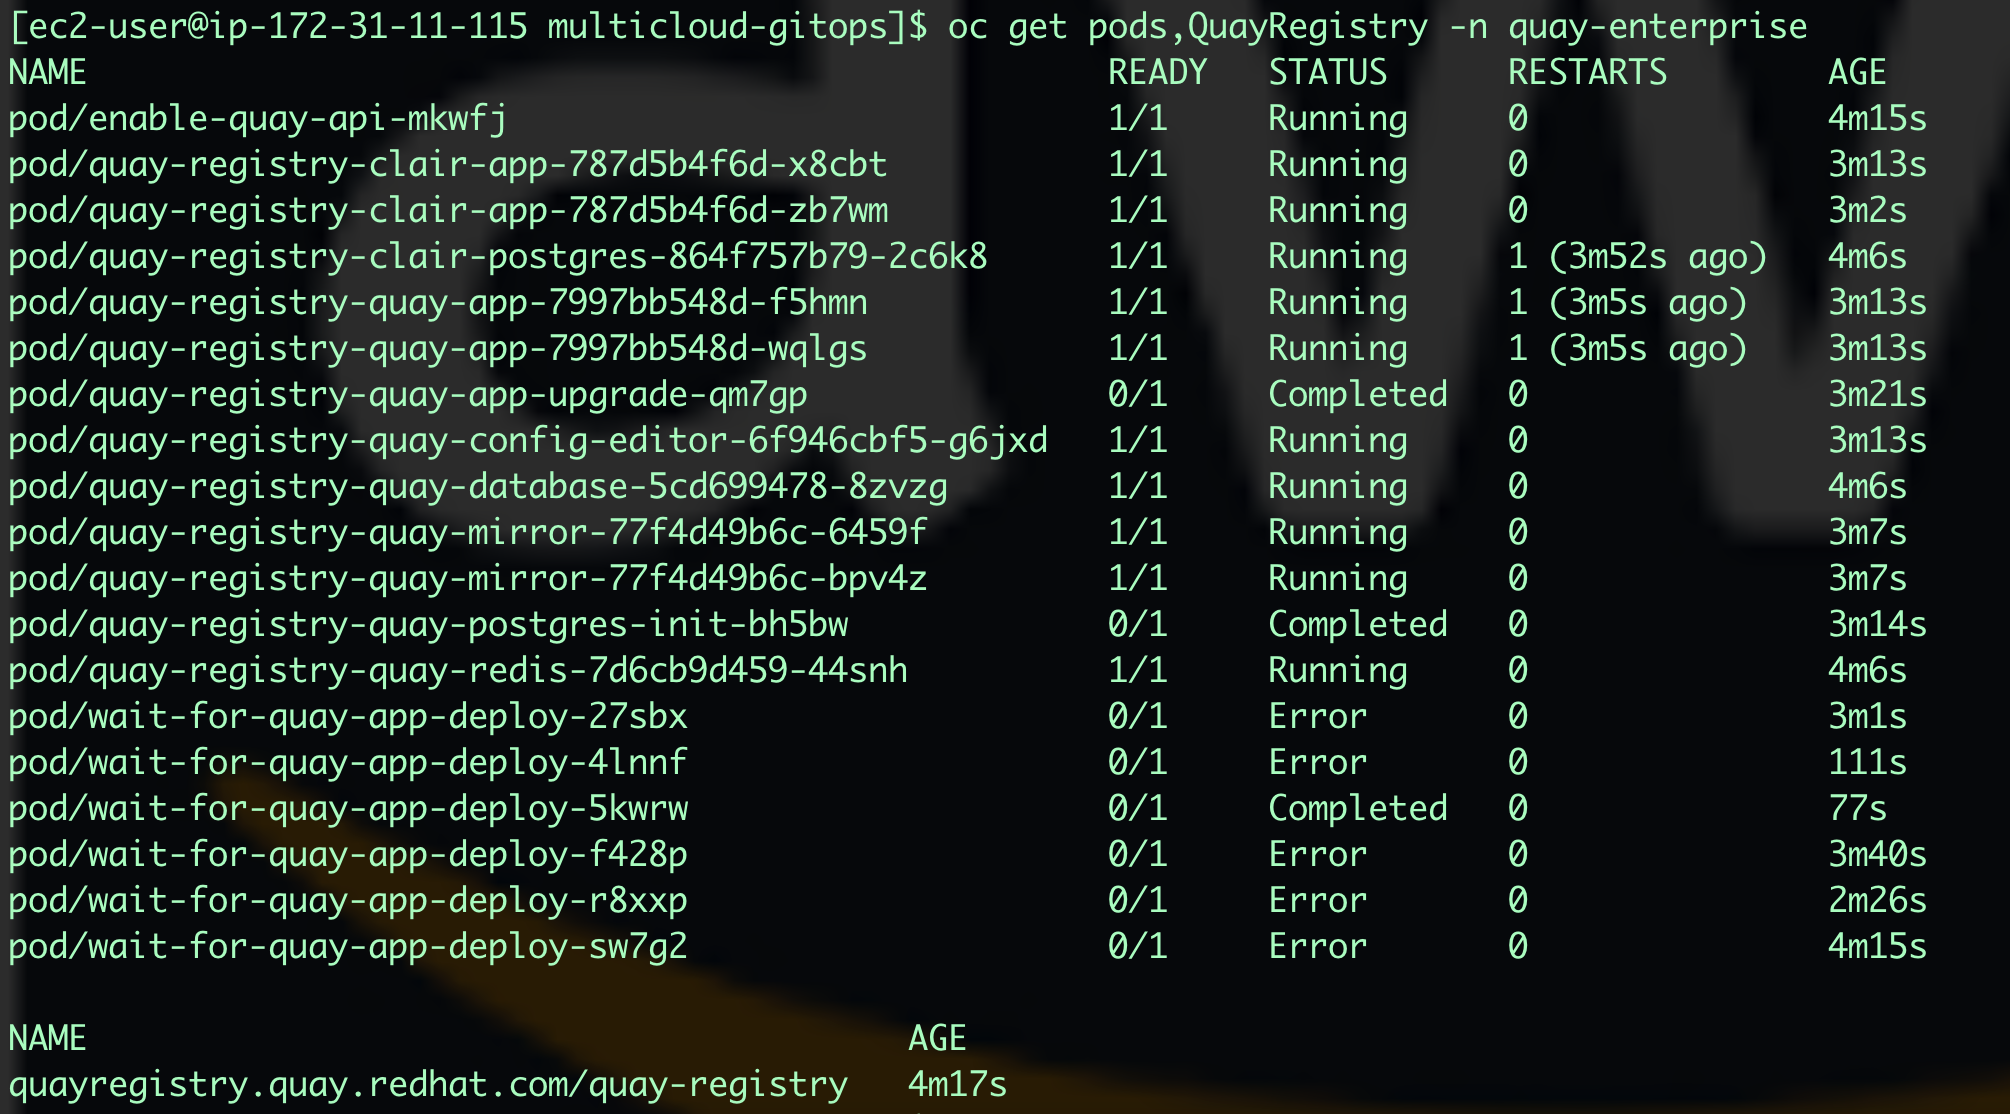 [ec2-user@ip-172-31-11-115 multicloud-gitops]$ oc get pods,QuayRegistry -n quay-enterprise
NAME READY STATUS RESTARTS AGE
pod/enable-quay-api-mkwfj 1/1 Running 0 4m15s
pod/quay-registry-clair-app-787d5b4f6d-x8cbt 1/1 Running 0 3m13s
pod/quay-registry-clair-app-787d5b4f6d-zb7wm 1/1 Running 0 3m2s
pod/quay-registry-clair-postgres-864f757b79-2c6k8 1/1 Running 1 (3m52s ago) 4m6s
pod/quay-registry-quay-app-7997bb548d-f5hmn 1/1 Running 1 (3m5s ago) 3m13s
pod/quay-registry-quay-app-7997bb548d-wqlgs 1/1 Running 1 (3m5s ago) 3m13s
pod/quay-registry-quay-app-upgrade-qm7gp 0/1 Completed 0 3m21s
pod/quay-registry-quay-config-editor-6f946cbf5-g6jxd 1/1 Running 0 3m13s
pod/quay-registry-quay-database-5cd699478-8zvzg 1/1 Running 0 4m6s
pod/quay-registry-quay-mirror-77f4d49b6c-6459f 1/1 Running 0 3m7s
pod/quay-registry-quay-mirror-77f4d49b6c-bpv4z 1/1 Running 0 3m7s
pod/quay-registry-quay-postgres-init-bh5bw 0/1 Completed 0 3m14s
pod/quay-registry-quay-redis-7d6cb9d459-44snh 1/1 Running 0 4m6s
pod/wait-for-quay-app-deploy-27sbx 0/1 Error 0 3m1s
pod/wait-for-quay-app-deploy-4lnnf 0/1 Error 0 111s
pod/wait-for-quay-app-deploy-5kwrw 0/1 Completed 0 77s
pod/wait-for-quay-app-deploy-f428p 0/1 Error 0 3m40s
pod/wait-for-quay-app-deploy-r8xxp 0/1 Error 0 2m26s
pod/wait-for-quay-app-deploy-sw7g2 0/1 Error 0 4m15s
NAME AGE
quayregistry.quay.redhat.com/quay-registry 4m17s